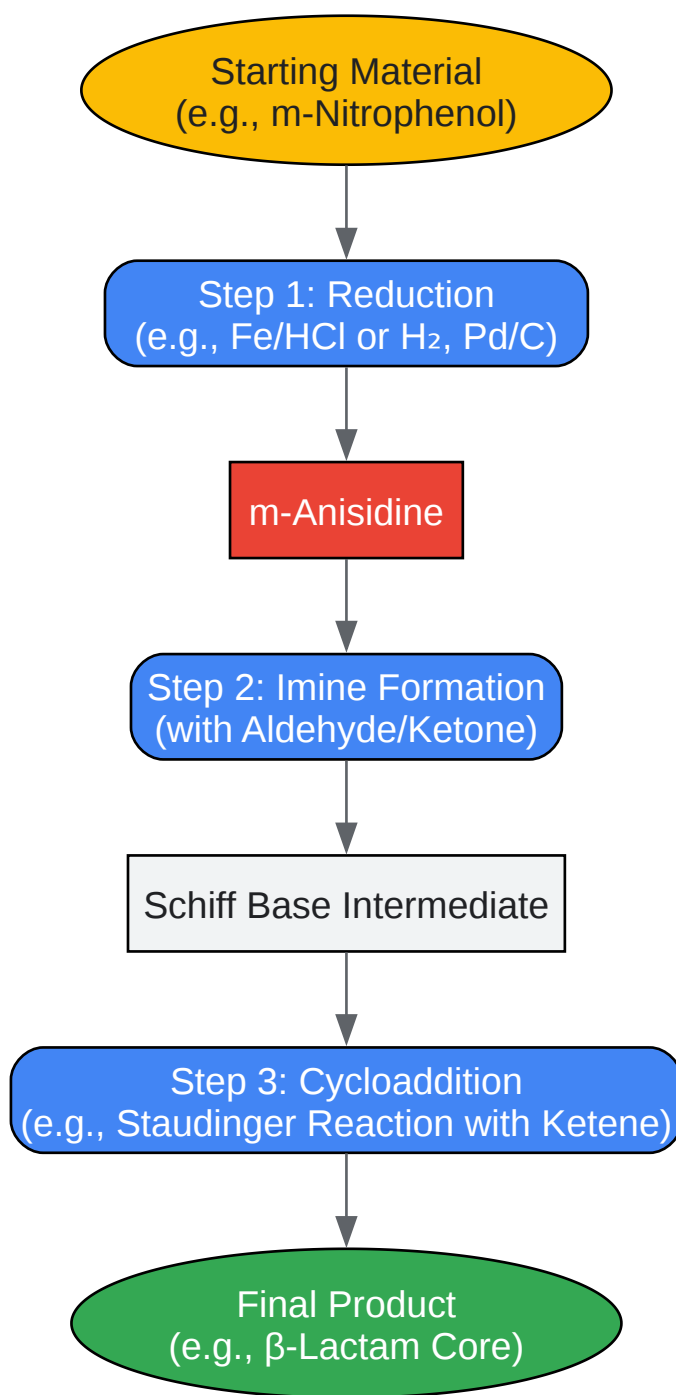 Starting Material
(e.g., m-Nitrophenol)
Step 1: Reduction
(e.g., Fe/HCl or H₂, Pd/C)
m-Anisidine
Step 2: Imine Formation
(with Aldehyde/Ketone)
Schiff Base Intermediate
Step 3: Cycloaddition
(e.g., Staudinger Reaction with Ketene)
Final Product
(e.g., β-Lactam Core)